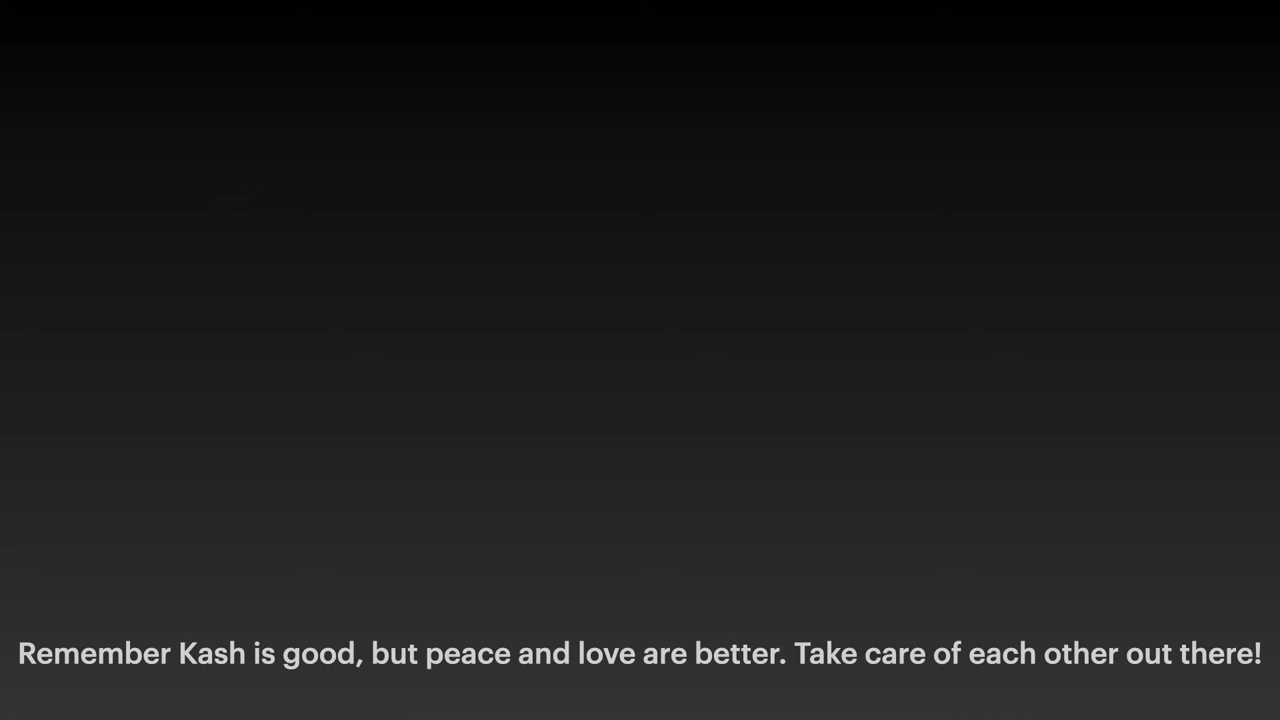 Remember Kash is good, but peace and love are better. Take care of each other out there!